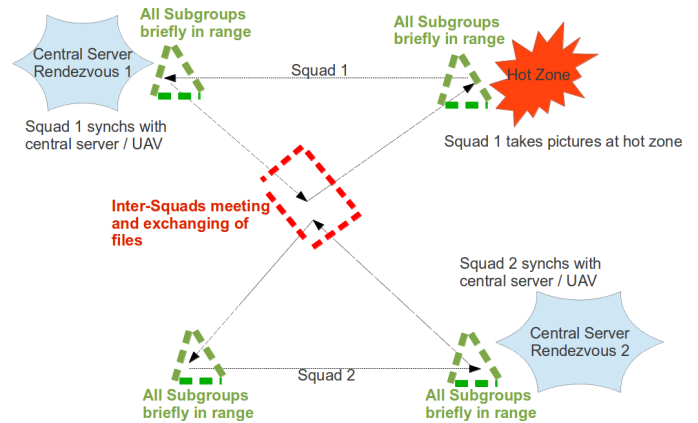 All Subgroups
briefly in range
All Subgroups
briefly in range
Central Server
Rendezvous 1
Squad 1
Hot Zone
Squad 1 synchs with
central server / UAV
Squad 1 takes pictures at hot zone
Inter-Squads meeting
and exchanging of
files
Squad 2 synchs with
central server / UAV
Central Server
Rendezvous 2
Squad 2
All Subgroups
briefly in range
All Subgroups
briefly in range